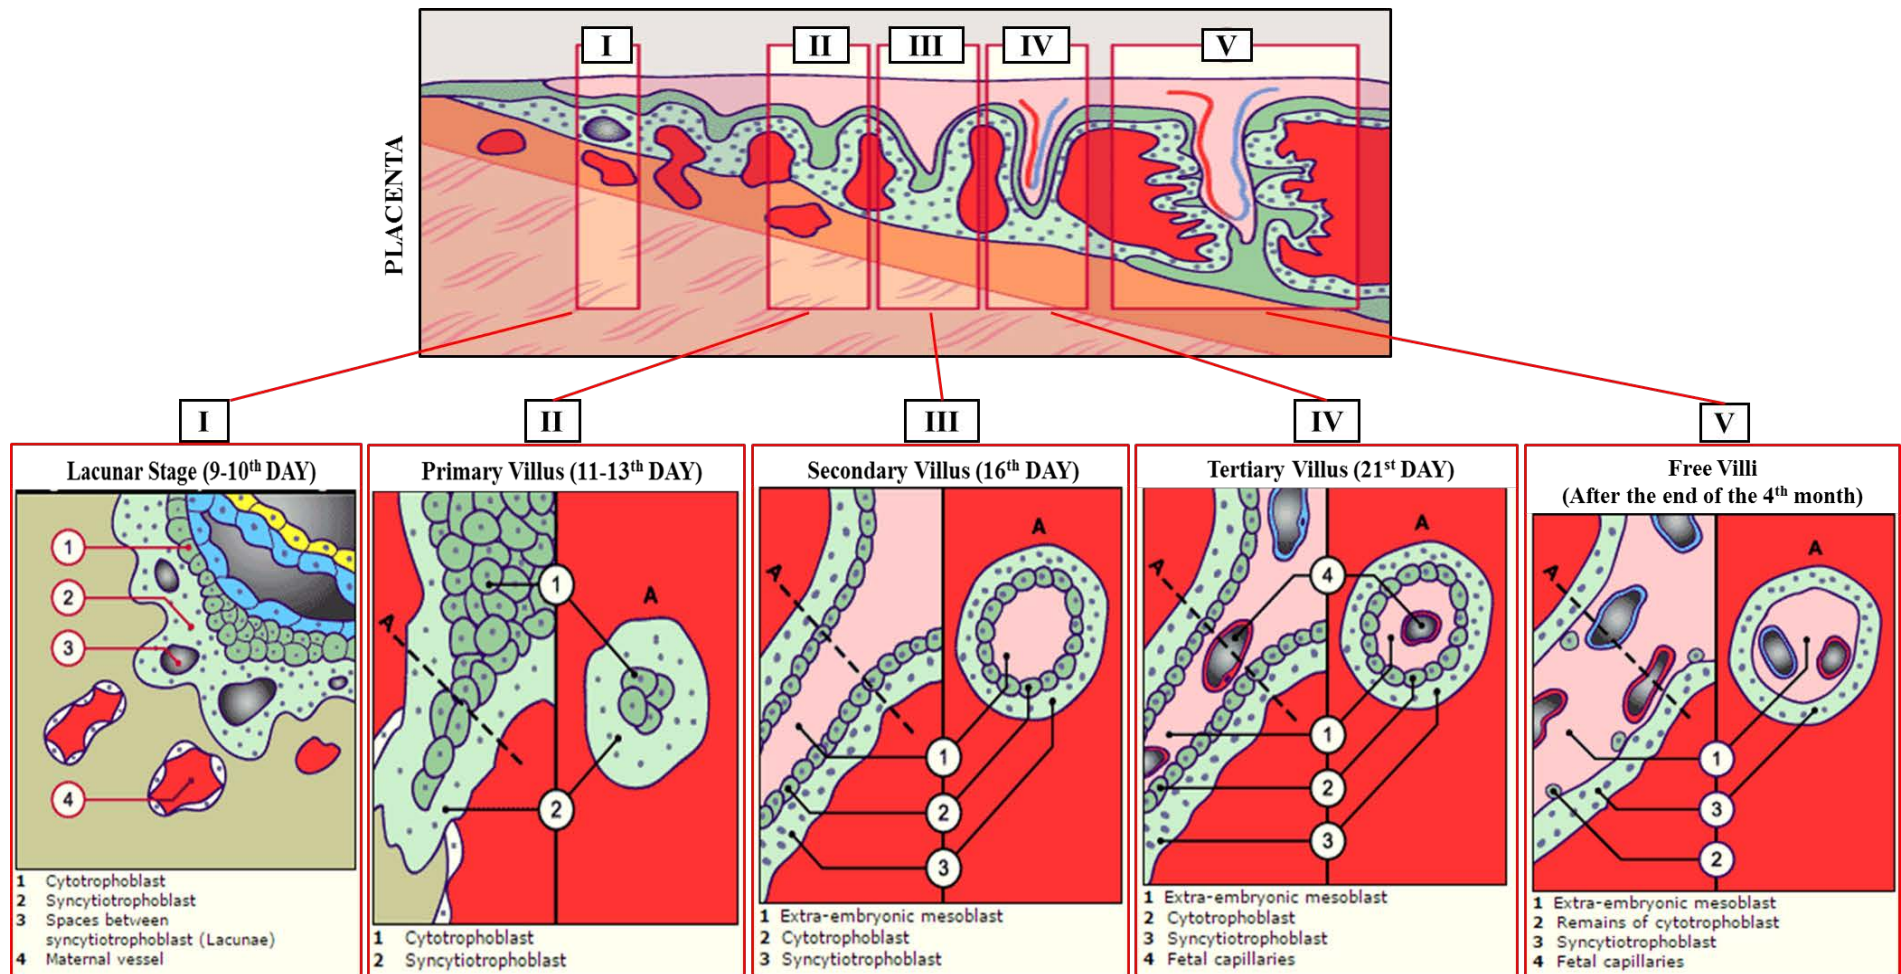 PLACENTA
I
II
III
IV
V
I
II
III
IV
V
Lacunar Stage (9-10th DAY)
1
2
3
4
1 Cytotrophoblast
2 Syncytiotrophoblast
3 Spaces between
syncytiotrophoblast (Lacunae)
4 Maternal vessel
Primary Villus (11-13th DAY)
A
A
1
2
1 Cytotrophoblast
2 Syncytiotrophoblast
Secondary Villus (16th DAY)
A
A
1
2
3
1 Extra-embryonic mesoblast
2 Cytotrophoblast
3 Syncytiotrophoblast
Tertiary Villus (21st DAY)
A
A
4
1
2
3
1 Extra-embryonic mesoblast
2 Cytotrophoblast
3 Syncytiotrophoblast
4 Fetal capillaries
Free Villi
(After the end of the 4th month)
A
A
1
3
2
1 Extra-embryonic mesoblast
2 Remains of cytotrophoblast
3 Syncytiotrophoblast
4 Fetal capillaries